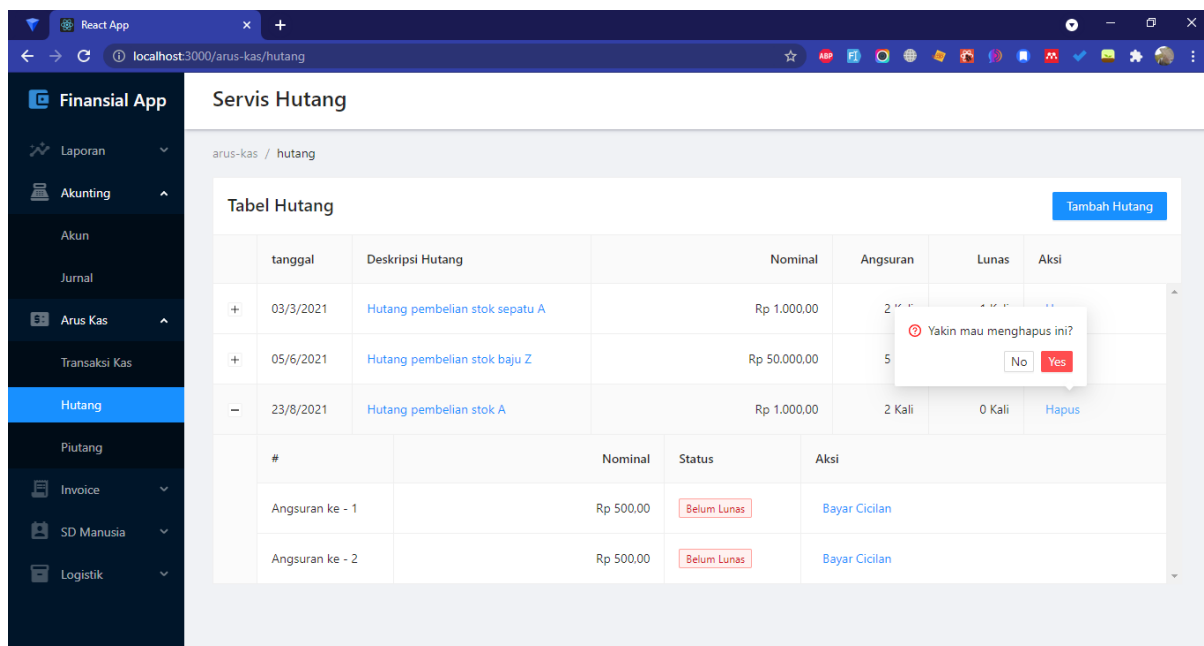 React App
localhost:3000/arus-kas/hutang
Finansial App
Servis Hutang
Laporan
Akunting
Akun
Jurnal
Arus Kas
Transaksi Kas
Hutang
Piutang
Invoice
SD Manusia
Logistik
arus-kas / hutang
Tabel Hutang
Tambah Hutang
tanggal Deskripsi Hutang Nominal Angsuran Lunas Aksi
03/3/2021 Hutang pembelian stok sepatu A Rp 1.000,00 2
05/6/2021 Hutang pembelian stok baju Z Rp 50.000,00 5
Yakin mau menghapus ini?
No Yes
23/8/2021 Hutang pembelian stok A Rp 1.000,00 2 Kali 0 Kali Hapus
# Nominal Status Aksi
Angsuran ke - 1 Rp 500,00 Belum Lunas Bayar Cicilan
Angsuran ke - 2 Rp 500,00 Belum Lunas Bayar Cicilan